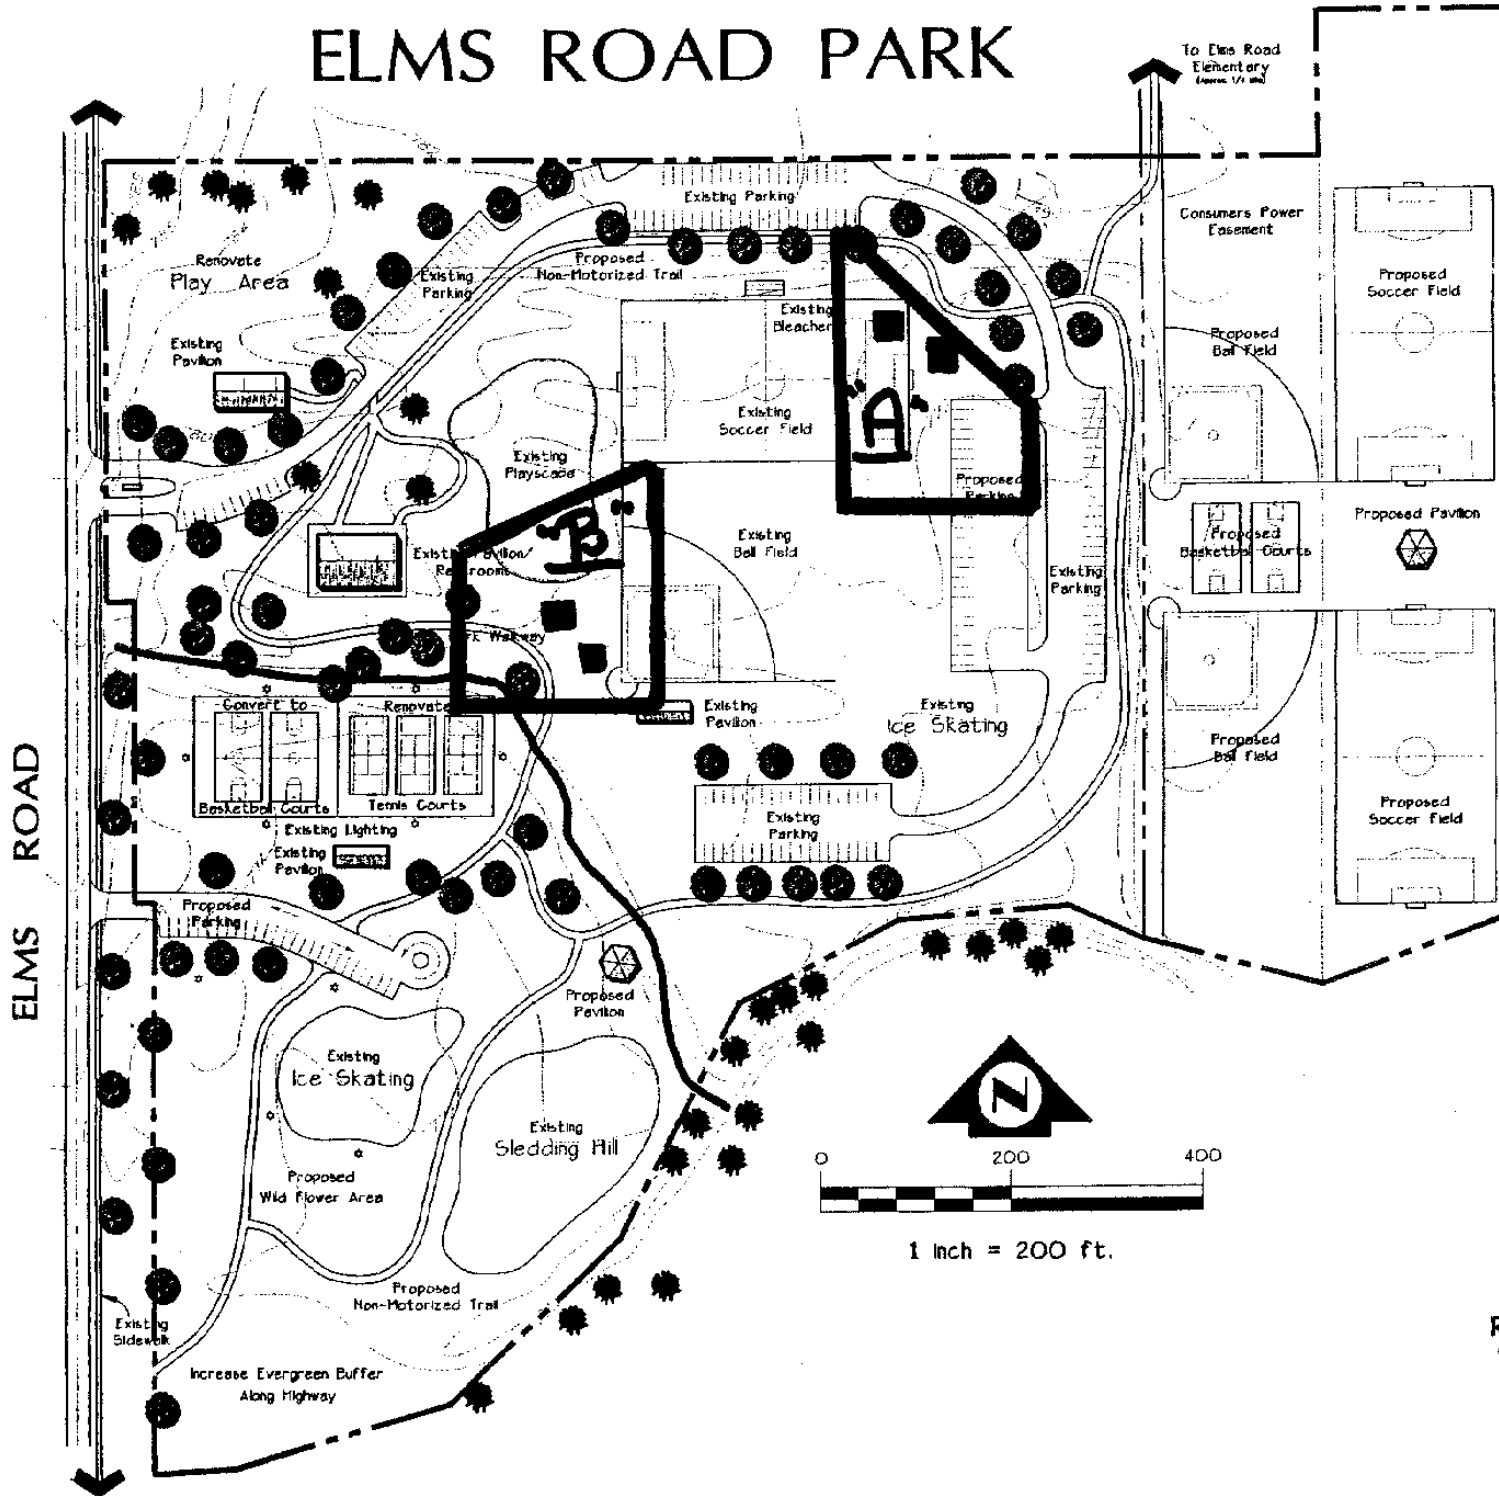 ELMS ROAD PARK
To Elms Road
Elementary
Existing Parking
Consumers Power
Easement
Renovate
Play Area
Proposed
Non-Motorized Trail
Existing
Parking
Proposed
Soccer Field
Existing
Bleacher
Proposed
Ball Field
Existing
Pavilion
Existing
Soccer Field
"A"
Existing
Playscape
Proposed
Parking
"B"
Existing
Ball Field
Existing
Parking
Proposed
Basketball Courts
Proposed Pavilion
Existing Pavilion/
Restrooms
Walkway
Convert to
Basketball Courts
Renovate
Tennis Courts
Existing
Pavilion
Existing
Ice Skating
Proposed
Ball Field
Existing Lighting
Existing
Pavilion
Existing
Parking
Proposed
Soccer Field
ELMS ROAD
Proposed
Parking
Proposed
Pavilion
Existing
Ice Skating
Existing
Sledding Hill
N
0 200 400
1 inch = 200 ft.
Proposed
Wild Flower Area
Proposed
Non-Motorized Trail
Existing
Sidewalk
Increase Evergreen Buffer
Along Highway